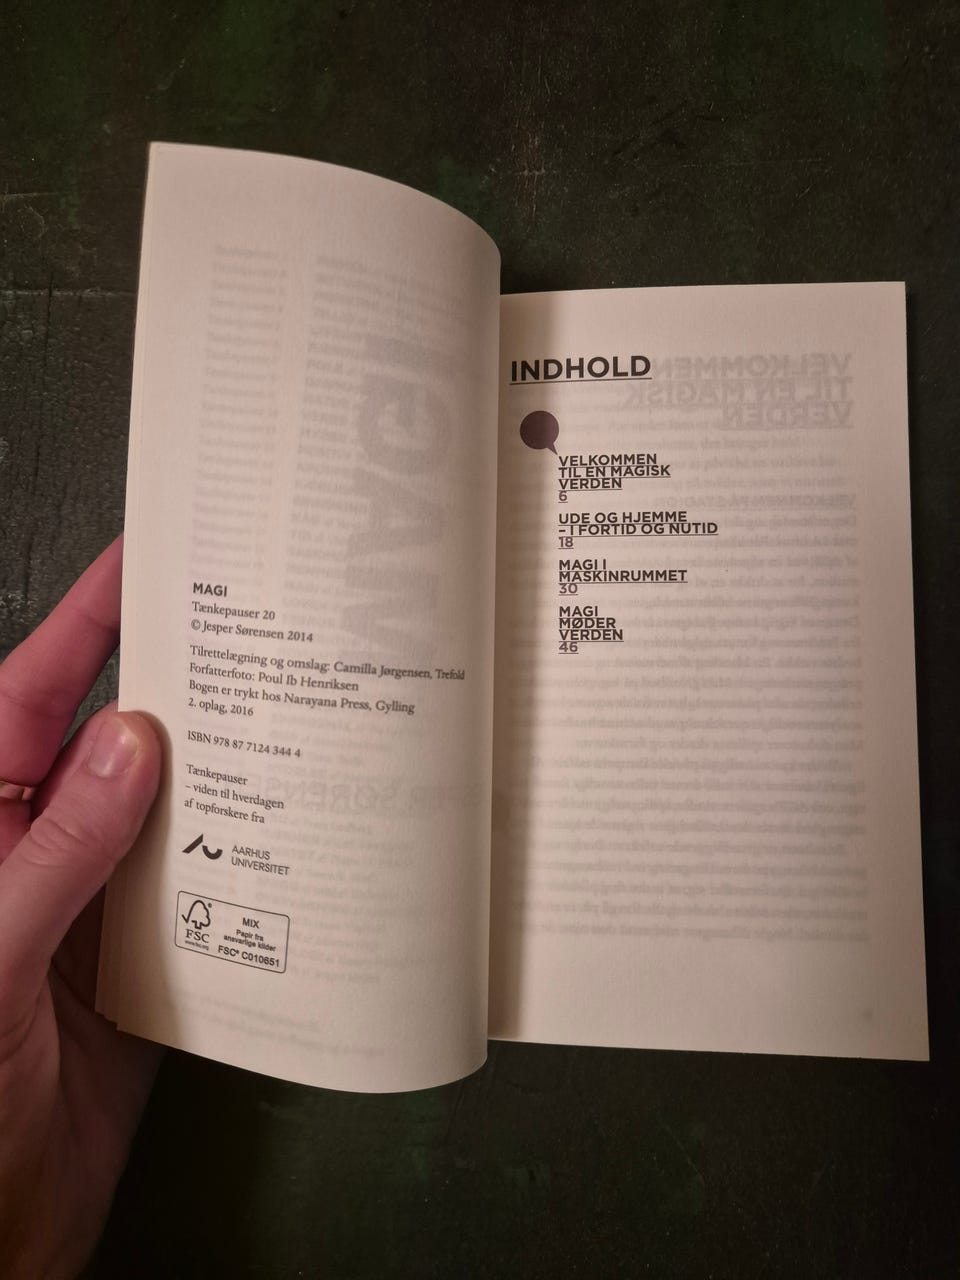 MAGI
Tænkepauser 20
© Jesper Sørensen 2014
Tilrettelægning og omslag: Camilla Jørgensen, Trefold
Forfatterfoto: Poul Ib Henriksen
Bogen er trykt hos Narayana Press, Gylling
2. oplag, 2016
ISBN 978 87 7124 344 4
Tænkepauser
– viden til hverdagen
af topforskere fra
AARHUS
UNIVERSITET
FSC
www.fsc.org
MIX
Papir fra
ansvarlige kilder
FSC® C010651
INDHOLD
VELKOMMEN
TIL EN MAGISK
VERDEN
6
UDE OG HJEMME
– I FORTID OG NUTID
18
MAGI I
MASKINRUMMET
30
MAGI
MØDER
VERDEN
46